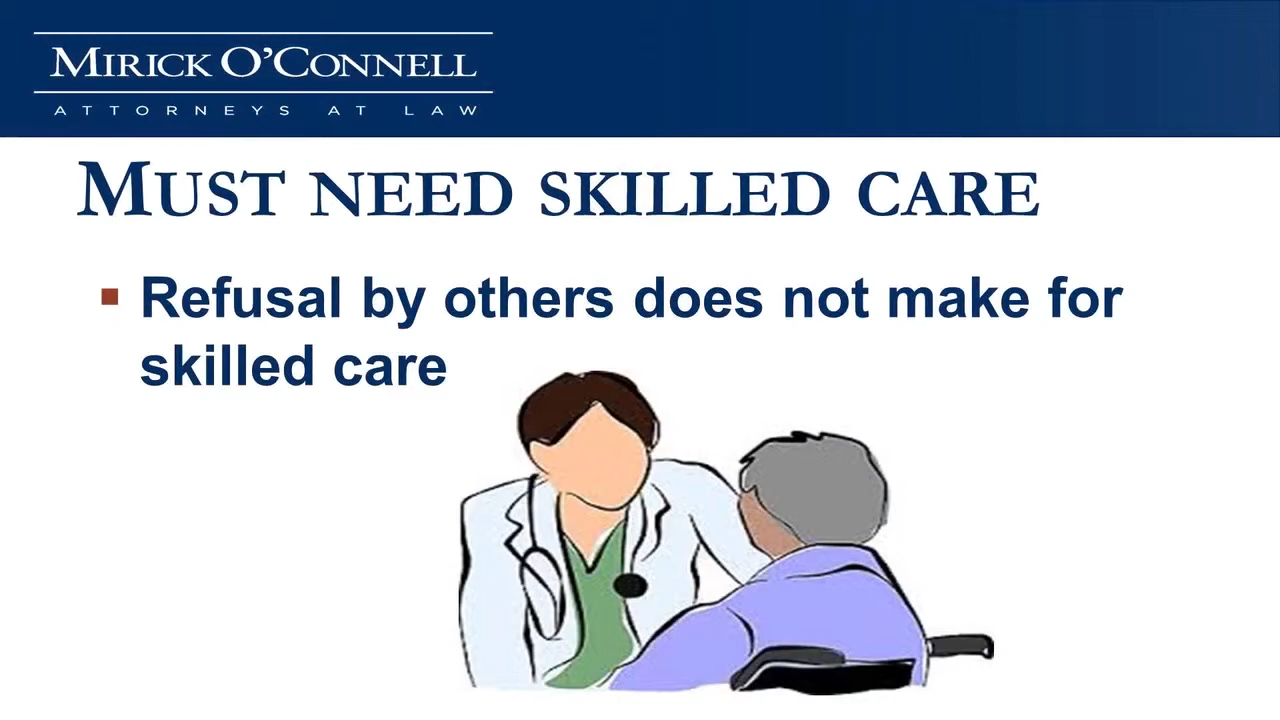 MIRICK O'CONNELL
ATTORNEYS AT LAW
MUST NEED SKILLED CARE
Refusal by others does not make for
skilled care